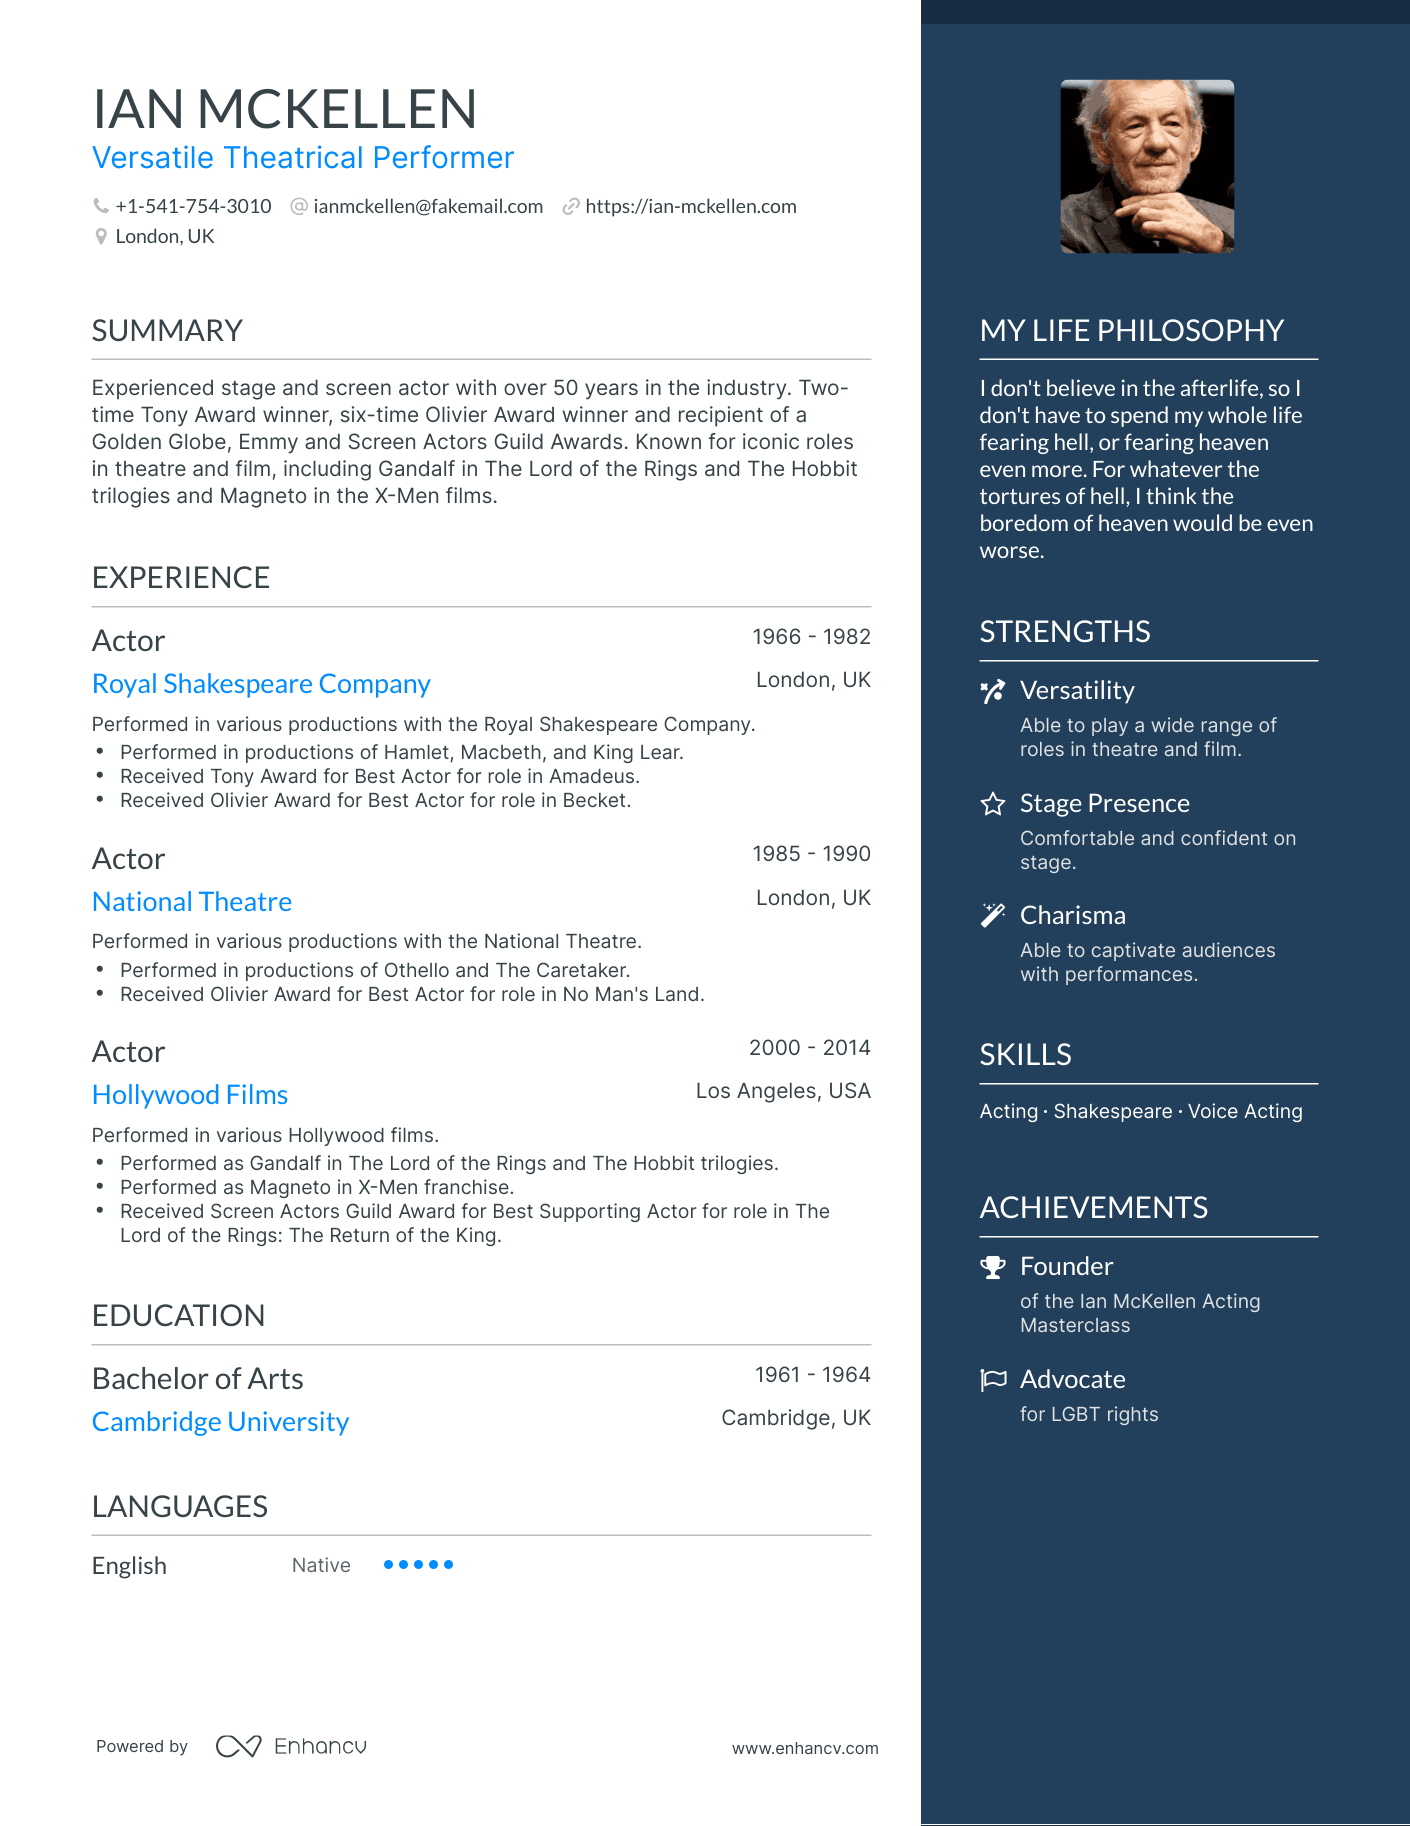 IAN MCKELLEN
Versatile Theatrical Performer
+1-541-754-3010 ianmckellen@fakemail.com https://ian-mckellen.com
London, UK
SUMMARY
Experienced stage and screen actor with over 50 years in the industry. Two-
time Tony Award winner, six-time Olivier Award winner and recipient of a
Golden Globe, Emmy and Screen Actors Guild Awards. Known for iconic roles
in theatre and film, including Gandalf in The Lord of the Rings and The Hobbit
trilogies and Magneto in the X-Men films.
EXPERIENCE
Actor 1966 - 1982
Royal Shakespeare Company London, UK
Performed in various productions with the Royal Shakespeare Company.
• Performed in productions of Hamlet, Macbeth, and King Lear.
• Received Tony Award for Best Actor for role in Amadeus.
• Received Olivier Award for Best Actor for role in Becket.
Actor 1985 - 1990
National Theatre London, UK
Performed in various productions with the National Theatre.
• Performed in productions of Othello and The Caretaker.
• Received Olivier Award for Best Actor for role in No Man's Land.
Actor 2000 - 2014
Hollywood Films Los Angeles, USA
Performed in various Hollywood films.
• Performed as Gandalf in The Lord of the Rings and The Hobbit trilogies.
• Performed as Magneto in X-Men franchise.
• Received Screen Actors Guild Award for Best Supporting Actor for role in The
Lord of the Rings: The Return of the King.
EDUCATION
Bachelor of Arts 1961 - 1964
Cambridge University Cambridge, UK
LANGUAGES
English Native
MY LIFE PHILOSOPHY
I don't believe in the afterlife, so I
don't have to spend my whole life
fearing hell, or fearing heaven
even more. For whatever the
tortures of hell, I think the
boredom of heaven would be even
worse.
STRENGTHS
Versatility
Able to play a wide range of
roles in theatre and film.
Stage Presence
Comfortable and confident on
stage.
Charisma
Able to captivate audiences
with performances.
SKILLS
Acting · Shakespeare · Voice Acting
ACHIEVEMENTS
Founder
of the Ian McKellen Acting
Masterclass
Advocate
for LGBT rights
Powered by Enhancv www.enhancv.com